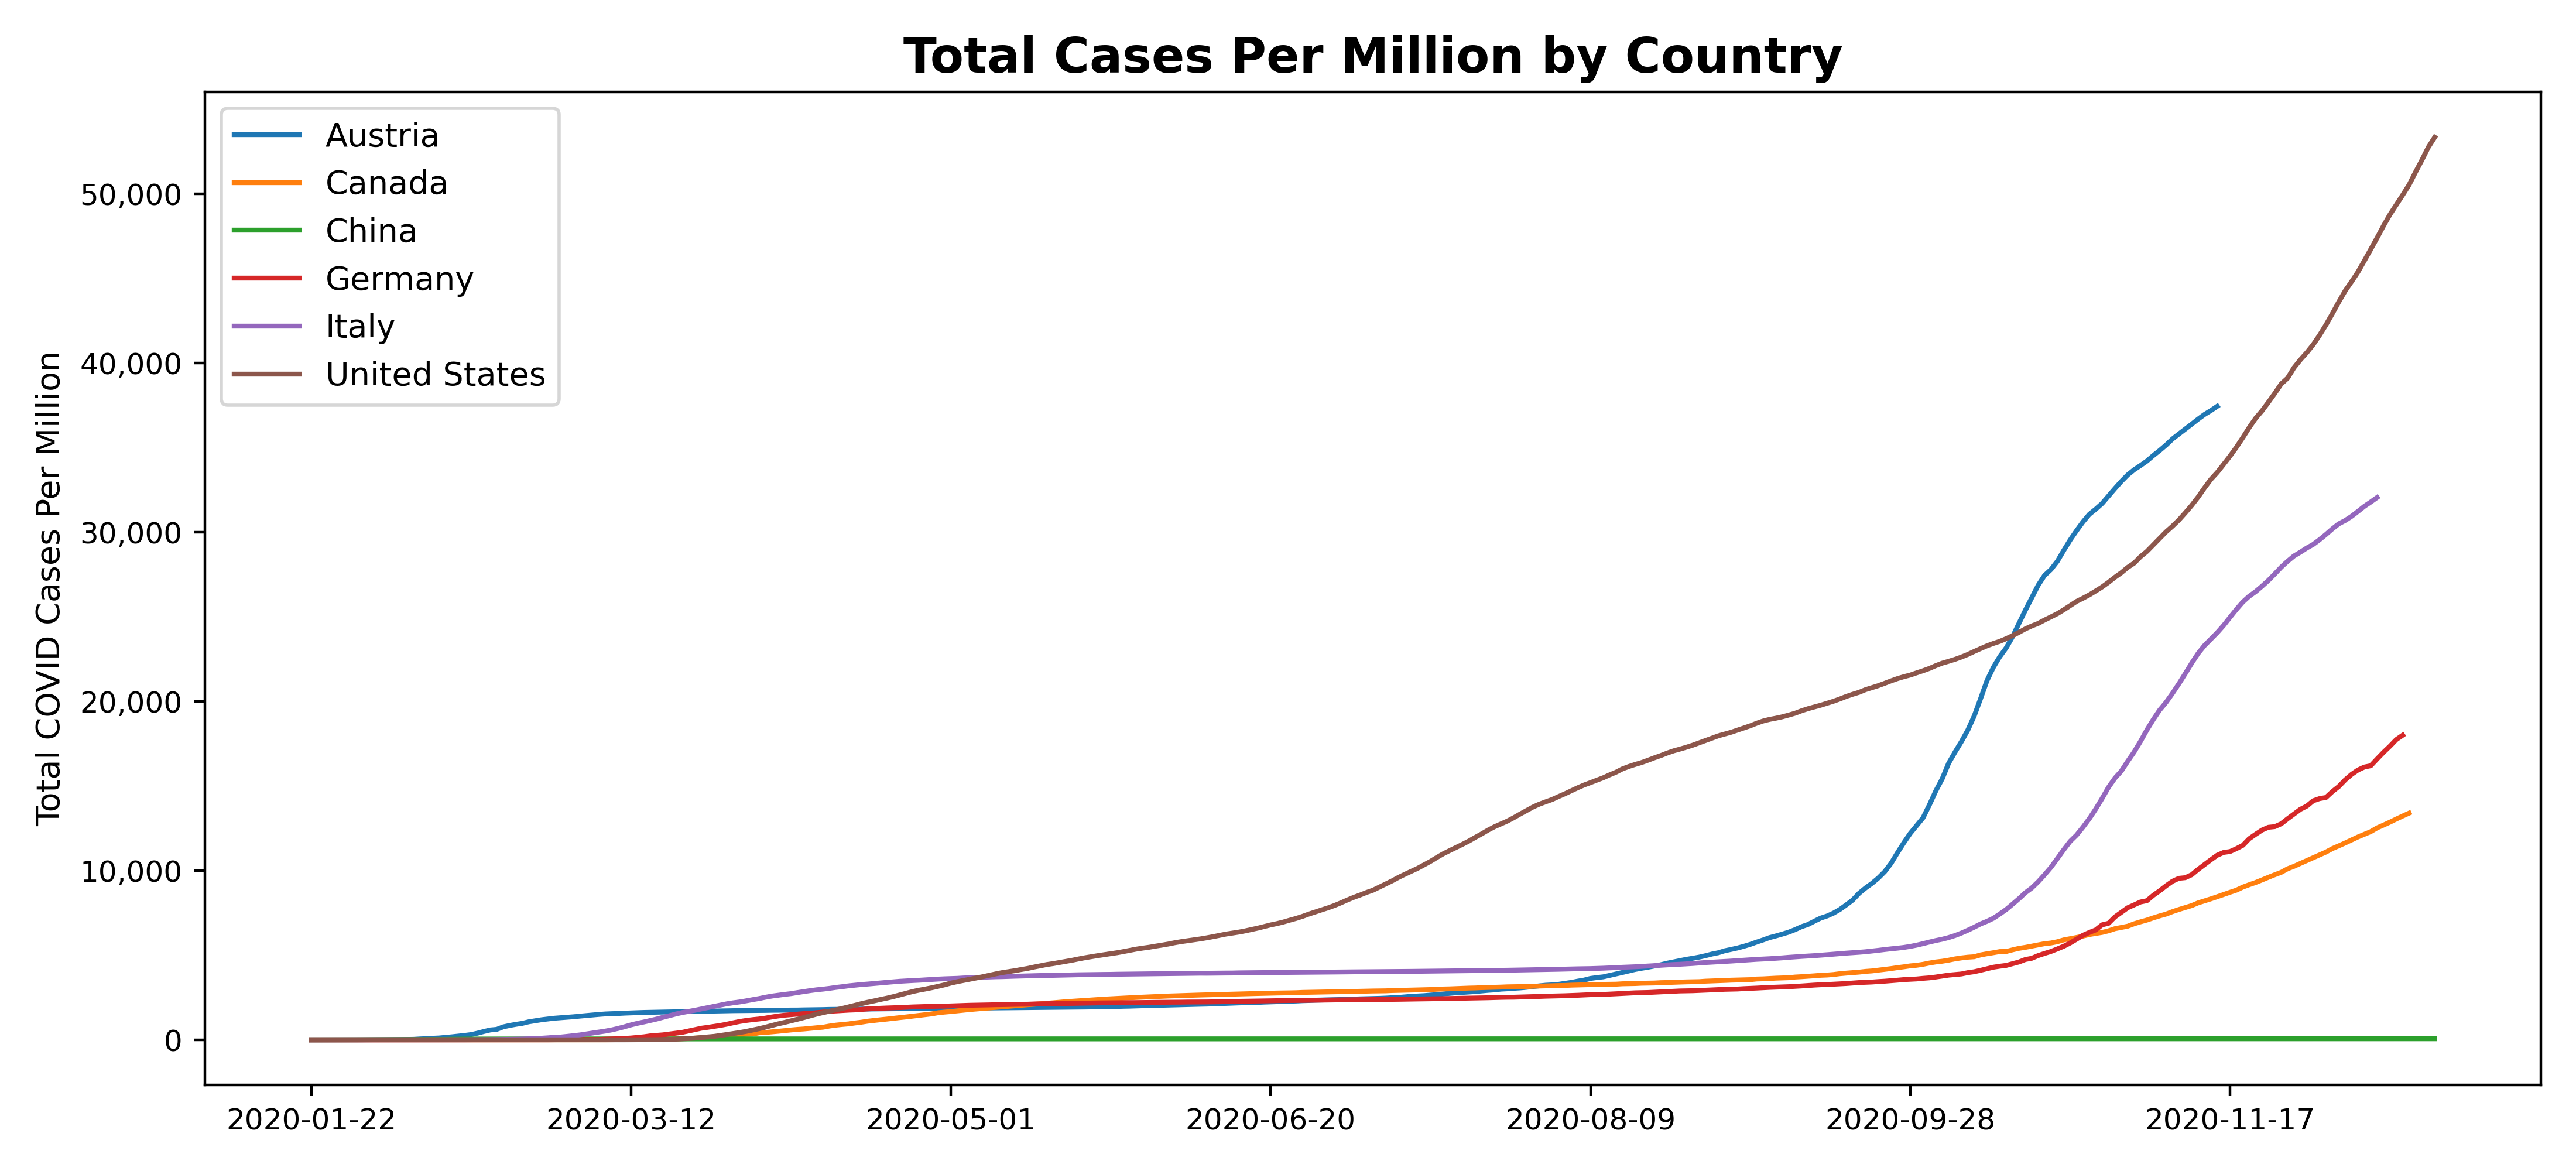 Total Cases Per Million by Country
Austria
Canada
China
Germany
Italy
United States
Total COVID Cases Per Million
50,000
40,000
30,000
20,000
10,000
0
2020-01-22 2020-03-12 2020-05-01 2020-06-20 2020-08-09 2020-09-28 2020-11-17